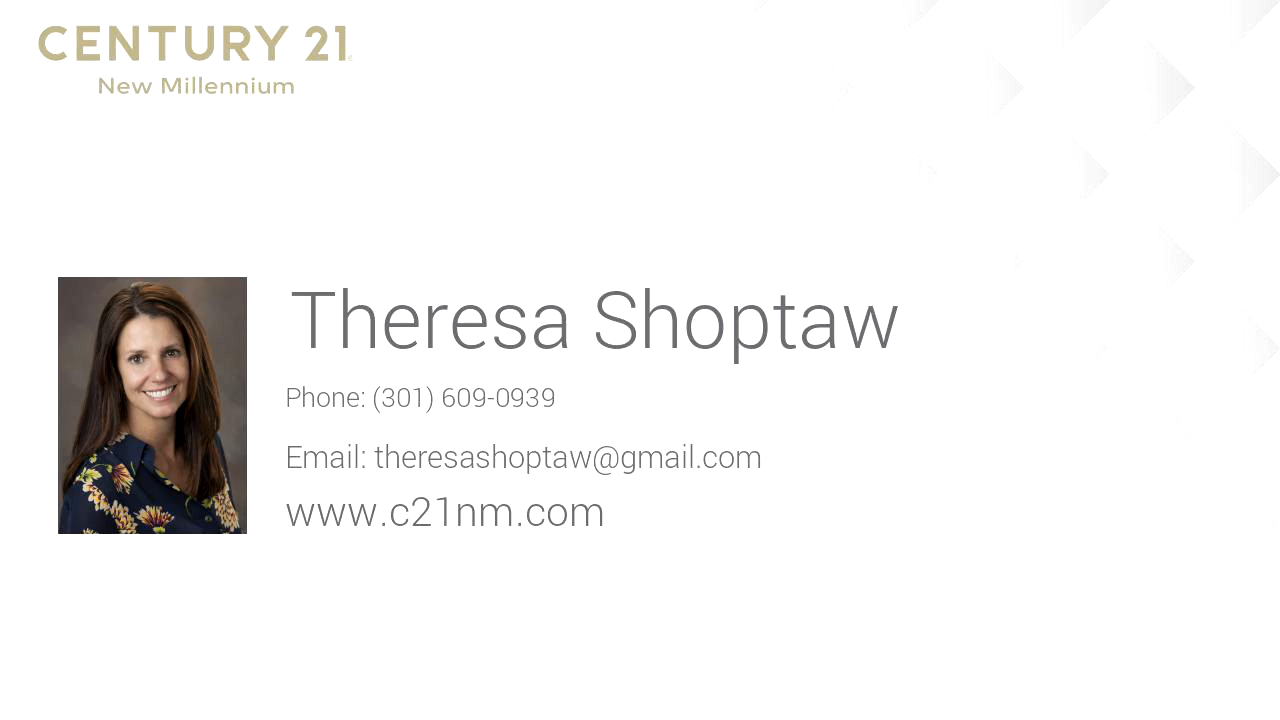 CENTURY 21
New Millennium
Theresa Shoptaw
Phone: (301) 609-0939
Email: theresashoptaw@gmail.com
www.c21nm.com